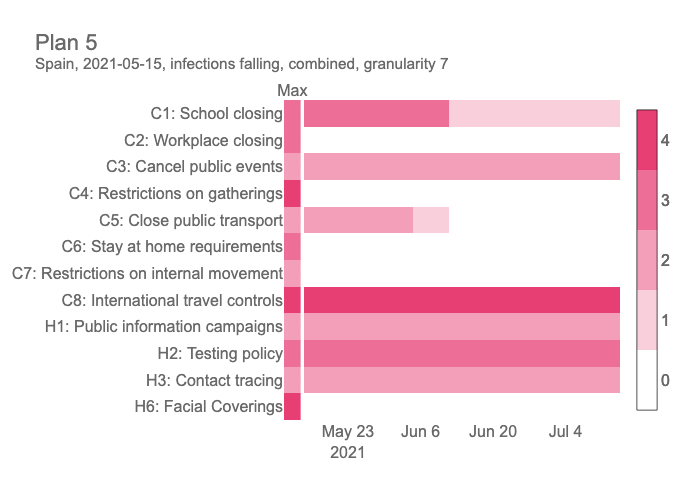 Plan 5
Spain, 2021-05-15, infections falling, combined, granularity 7
Max
C1: School closing
C2: Workplace closing
C3: Cancel public events
C4: Restrictions on gatherings
C5: Close public transport
C6: Stay at home requirements
C7: Restrictions on internal movement
C8: International travel controls
H1: Public information campaigns
H2: Testing policy
H3: Contact tracing
H6: Facial Coverings
May 23
2021
Jun 6
Jun 20
Jul 4
4
3
2
1
0